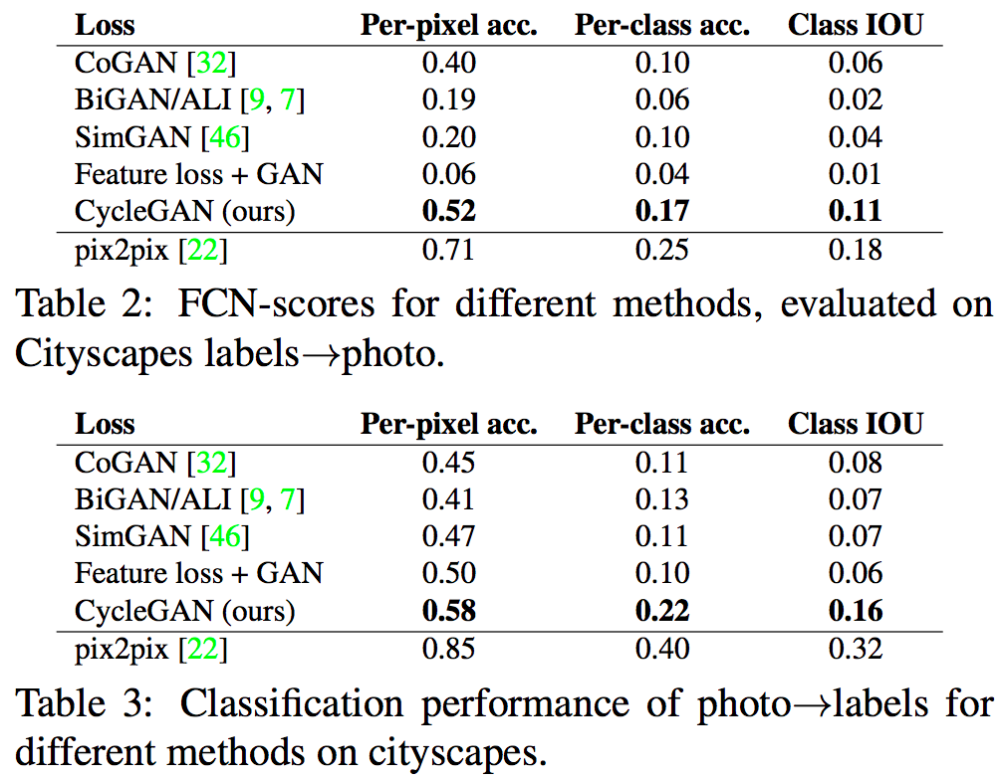 Loss Per-pixel acc. Per-class acc. Class IOU
CoGAN [32] 0.40 0.10 0.06
BiGAN/ALI [9, 7] 0.19 0.06 0.02
SimGAN [46] 0.20 0.10 0.04
Feature loss + GAN 0.06 0.04 0.01
CycleGAN (ours) 0.52 0.17 0.11
pix2pix [22] 0.71 0.25 0.18
Table 2: FCN-scores for different methods, evaluated on
Cityscapes labels→photo.
Loss Per-pixel acc. Per-class acc. Class IOU
CoGAN [32] 0.45 0.11 0.08
BiGAN/ALI [9, 7] 0.41 0.13 0.07
SimGAN [46] 0.47 0.11 0.07
Feature loss + GAN 0.50 0.10 0.06
CycleGAN (ours) 0.58 0.22 0.16
pix2pix [22] 0.85 0.40 0.32
Table 3: Classification performance of photo→labels for
different methods on cityscapes.